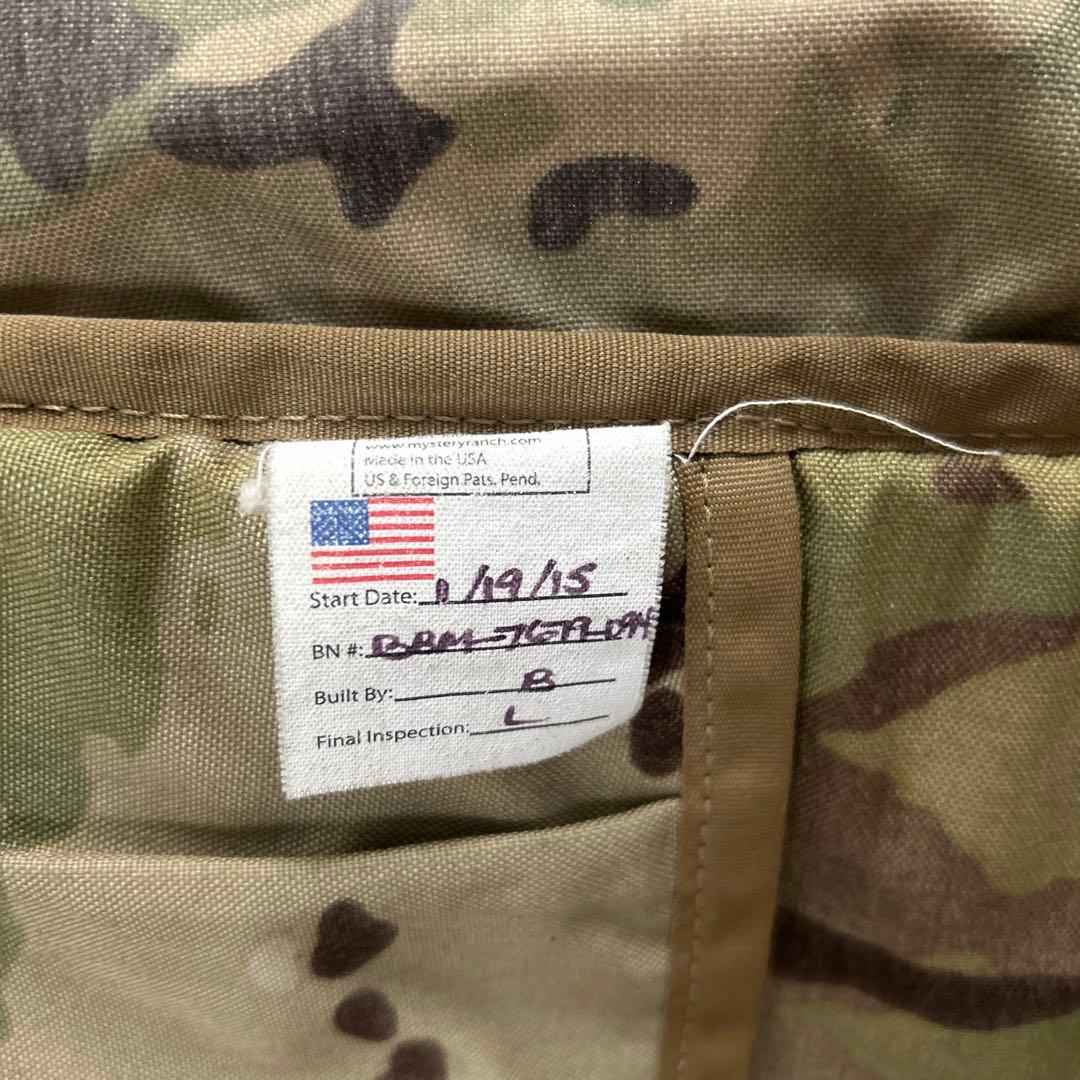 www.mysteryranch.com
Made in the USA
US & Foreign Pats. Pend.
Start Date: /19/15
BN #:
Built By: B
Final Inspection: L